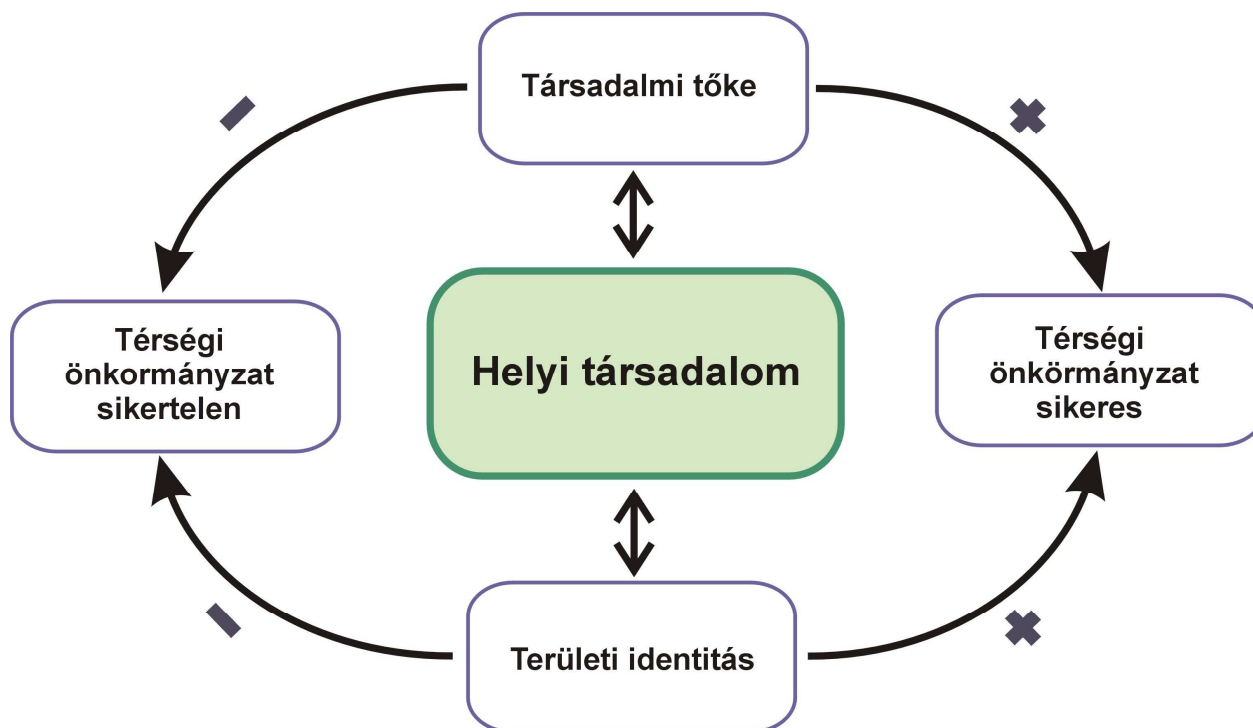 Társadalmi tőke
Térségi
önkormányzat
sikertelen
Helyi társadalom
Térségi
önkörmányzat
sikeres
Területi identitás